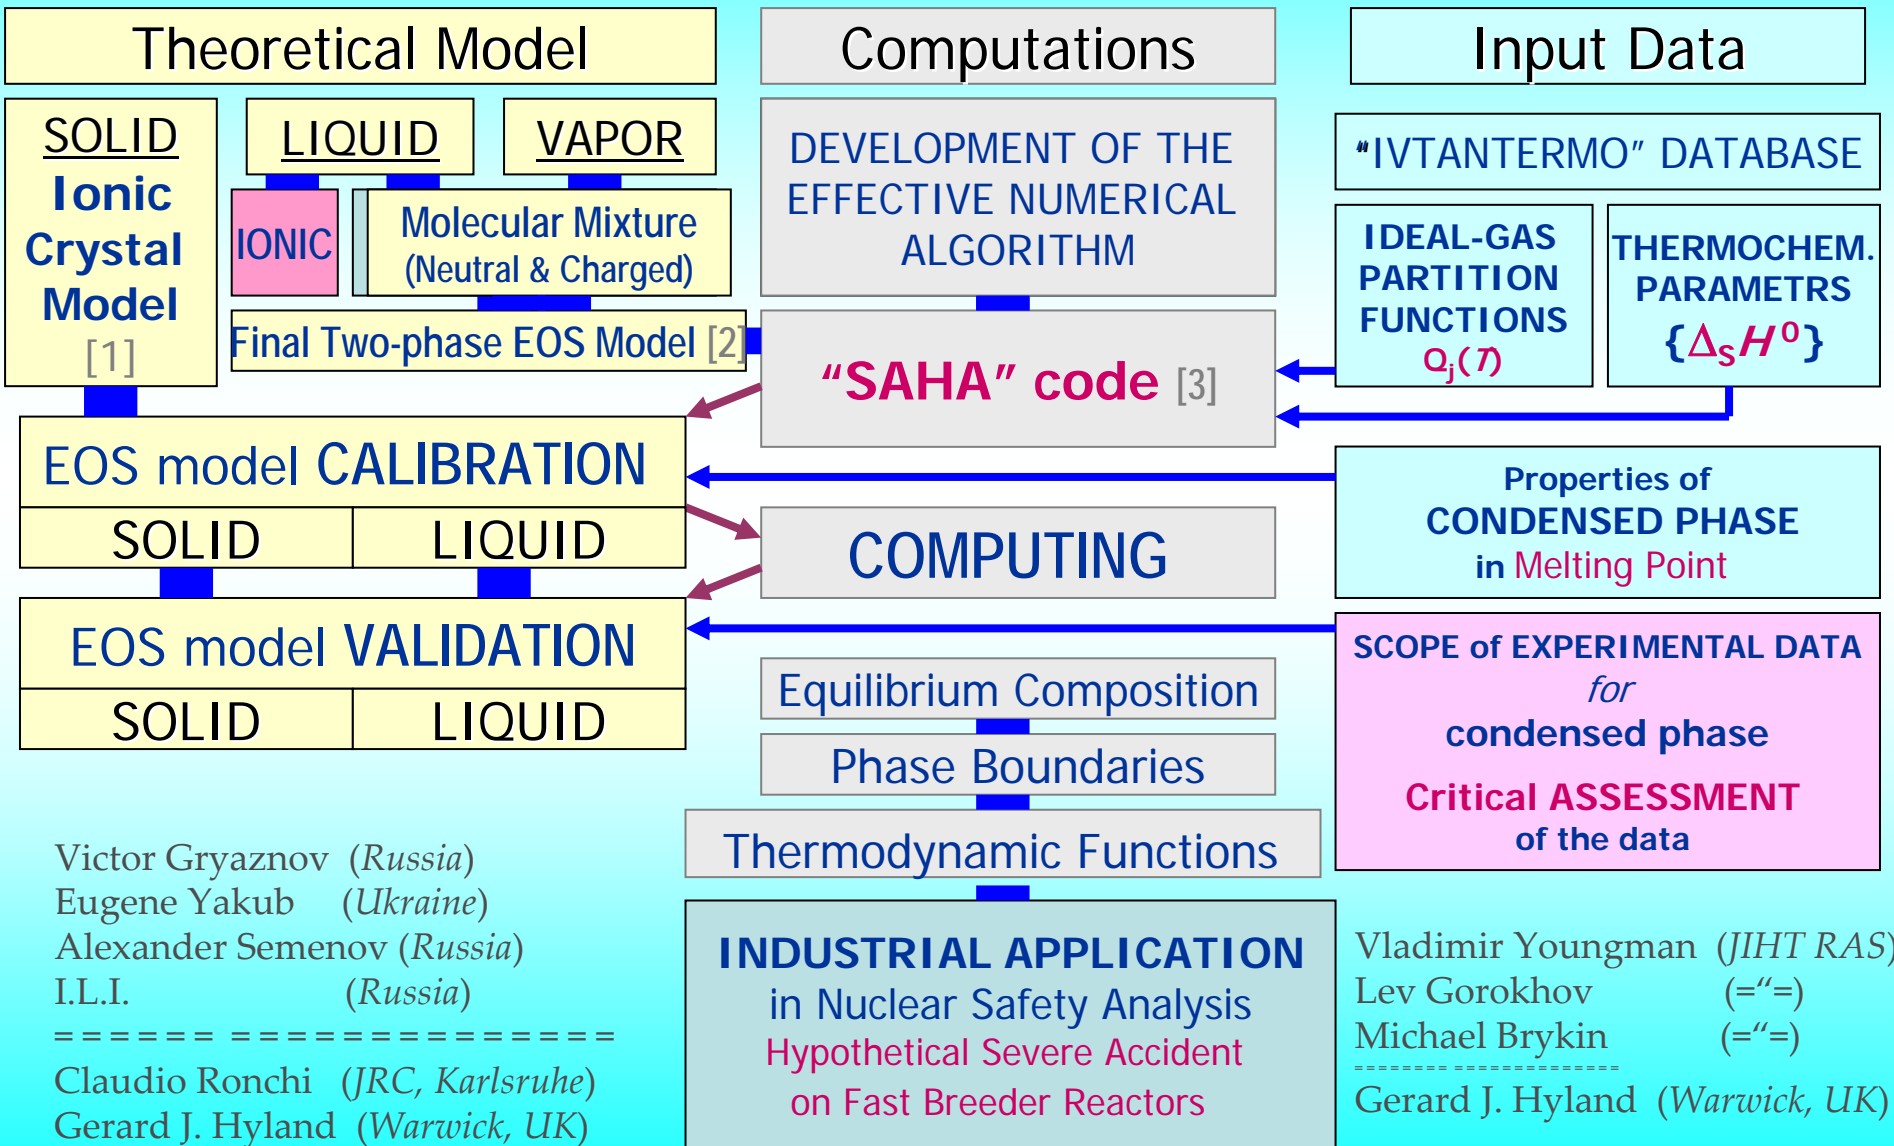 Theoretical Model
SOLID
Ionic
Crystal
Model
[1]
LIQUID
VAPOR
IONIC
Molecular Mixture
(Neutral & Charged)
Final Two-phase EOS Model [2]
EOS model CALIBRATION
SOLID
LIQUID
EOS model VALIDATION
SOLID
LIQUID
Victor Gryaznov (Russia)
Eugene Yakub (Ukraine)
Alexander Semenov (Russia)
I.L.I. (Russia)
= = = = = = = = = = = = = = = = = = = =
Claudio Ronchi (JRC, Karlsruhe)
Gerard J. Hyland (Warwick, UK)
Computations
DEVELOPMENT OF THE
EFFECTIVE NUMERICAL
ALGORITHM
“SAHA” code [3]
COMPUTING
Equilibrium Composition
Phase Boundaries
Thermodynamic Functions
INDUSTRIAL APPLICATION
in Nuclear Safety Analysis
Hypothetical Severe Accident
on Fast Breeder Reactors
Input Data
“IVTANTERMO” DATABASE
IDEAL-GAS
PARTITION
FUNCTIONS
Qj(T)
THERMOCHEM.
PARAMETRS
{ΔSH⁰}
Properties of
CONDENSED PHASE
in Melting Point
SCOPE of EXPERIMENTAL DATA
for
condensed phase
Critical ASSESSMENT
of the data
Vladimir Youngman (JIHT RAS)
Lev Gorokhov (=“=)
Michael Brykin (=“=)
======== ==============
Gerard J. Hyland (Warwick, UK)